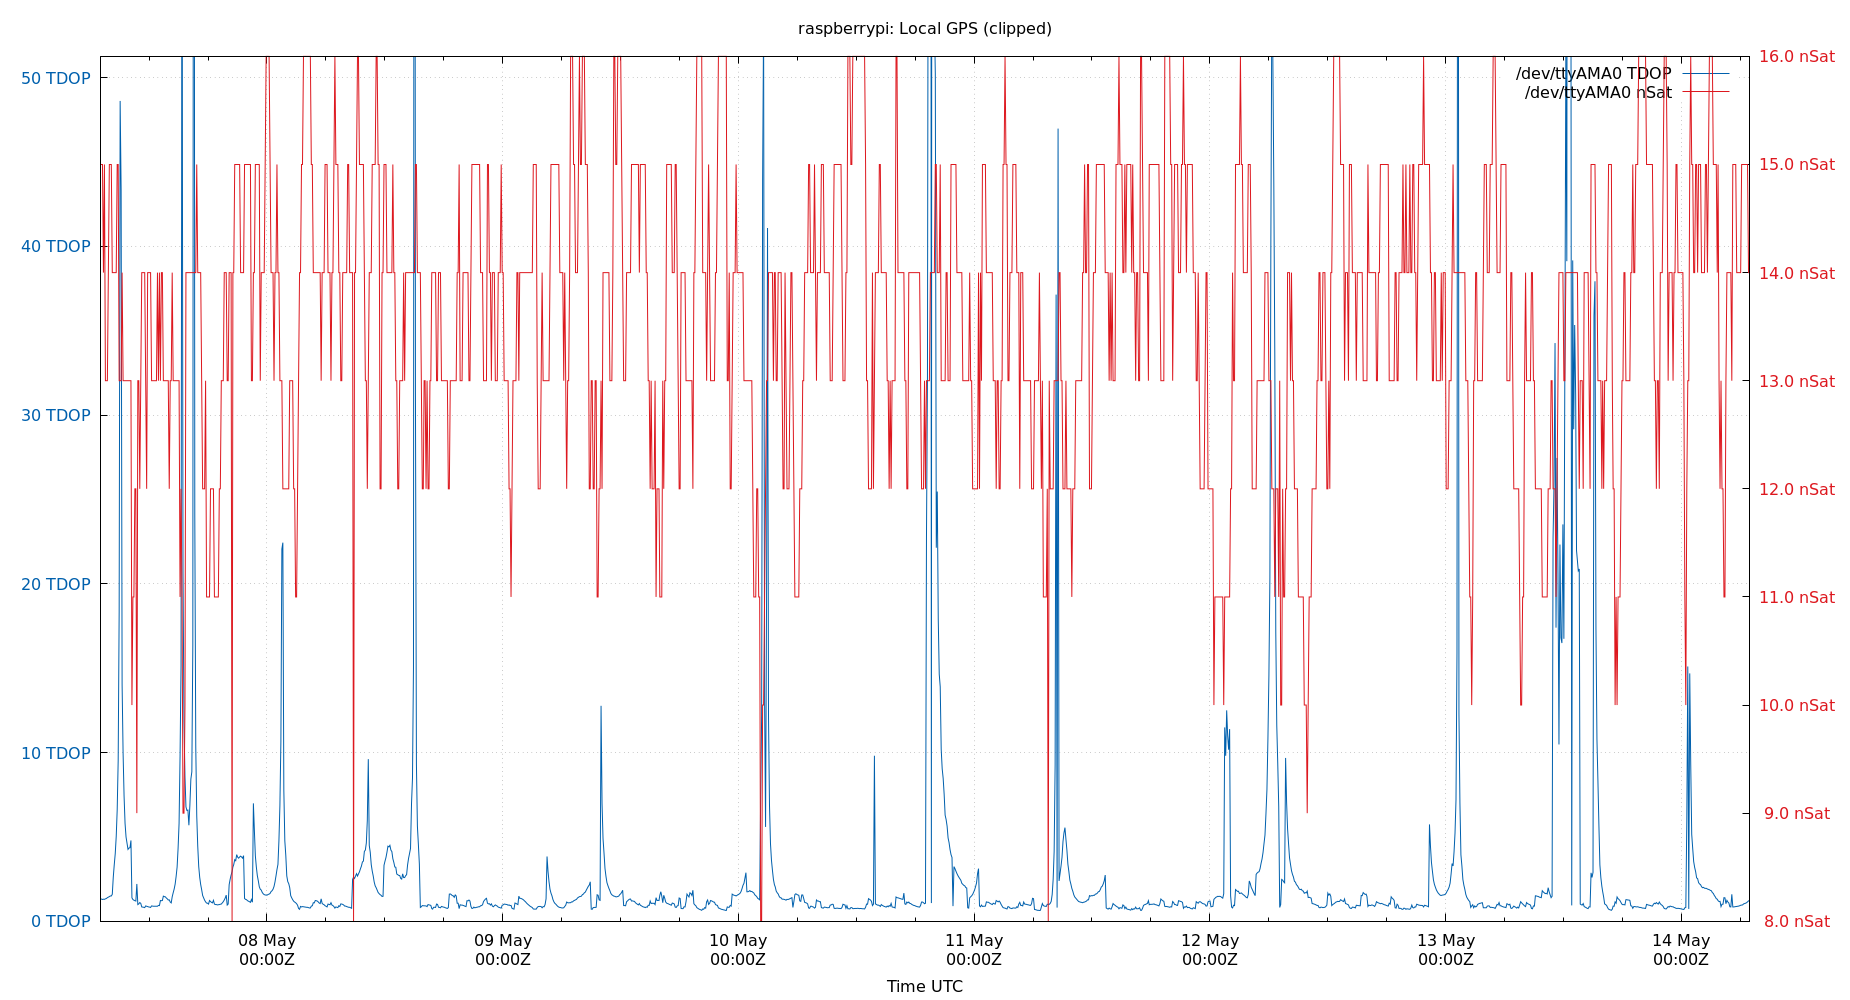 raspberrypi: Local GPS (clipped)
50 TDOP
40 TDOP
30 TDOP
20 TDOP
10 TDOP
0 TDOP
16.0 nSat
15.0 nSat
14.0 nSat
13.0 nSat
12.0 nSat
11.0 nSat
10.0 nSat
9.0 nSat
8.0 nSat
/dev/ttyAMA0 TDOP
/dev/ttyAMA0 nSat
08 May
00:00Z
09 May
00:00Z
10 May
00:00Z
11 May
00:00Z
12 May
00:00Z
13 May
00:00Z
14 May
00:00Z
Time UTC